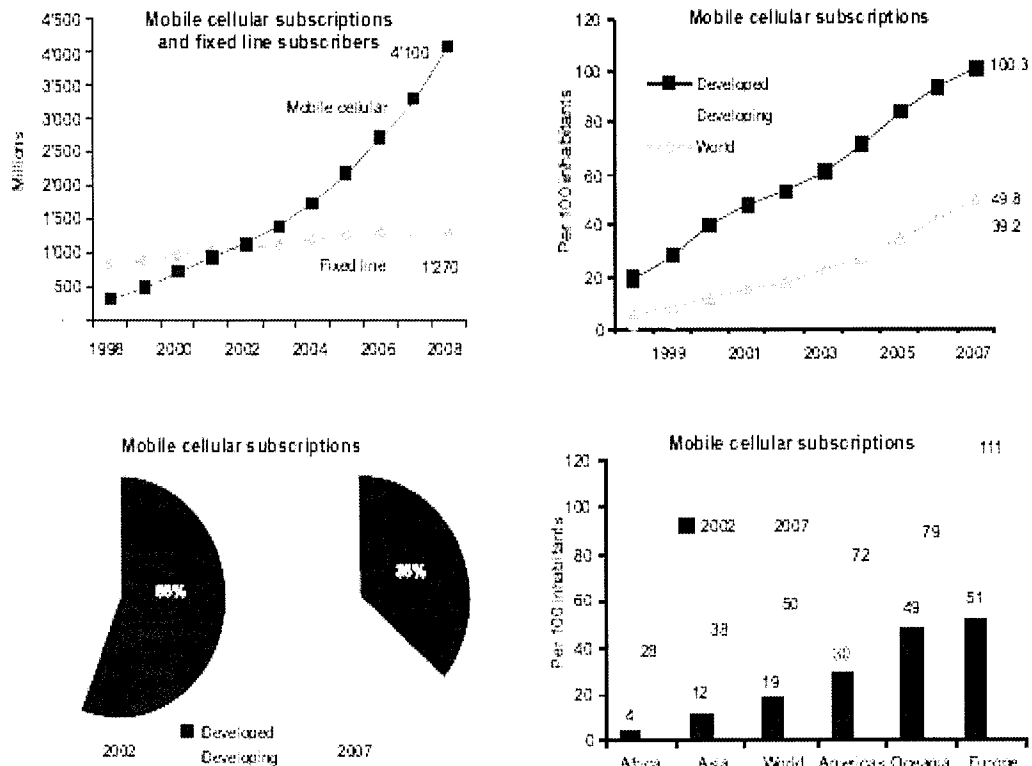 Mobile cellular subscriptions
and fixed line subscribers
4'500
4'000
3'500
3'000
2'500
2'000
1'500
1'000
500
-
Millions
4'100
Mobile cellular
Fixed line 1'270
1998 2000 2002 2004 2006 2008
Mobile cellular subscriptions
120
100
80
60
40
20
0
Per 100 inhabitants
Developed
Developing
World
100.3
49.8
39.2
1999 2001 2003 2005 2007
Mobile cellular subscriptions
Developed
Developing
2002 2007
Mobile cellular subscriptions
120
100
80
60
40
20
0
Per 100 inhabitants
2002 2007
4 28
12 38
19 50
30 72
49 79
51 111
Africa Asia World Americas Oceania Europe